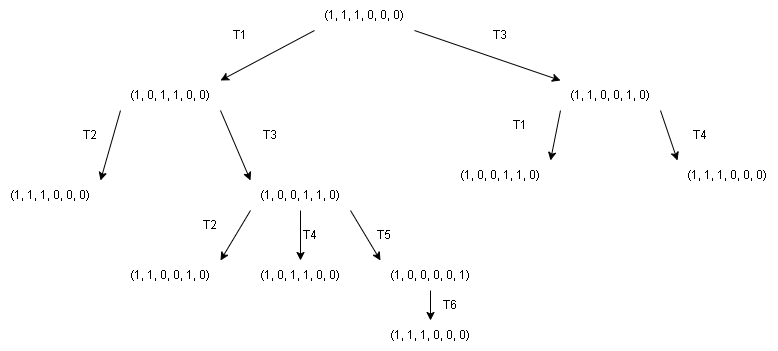 (1, 1, 1, 0, 0, 0)
T1
T3
(1, 0, 1, 1, 0, 0)
(1, 1, 0, 0, 1, 0)
T2
T3
T1
T4
(1, 1, 1, 0, 0, 0)
(1, 0, 0, 1, 1, 0)
(1, 0, 0, 1, 1, 0)
(1, 1, 1, 0, 0, 0)
T2
T4
T5
(1, 1, 0, 0, 1, 0)
(1, 0, 1, 1, 0, 0)
(1, 0, 0, 0, 0, 1)
T6
(1, 1, 1, 0, 0, 0)